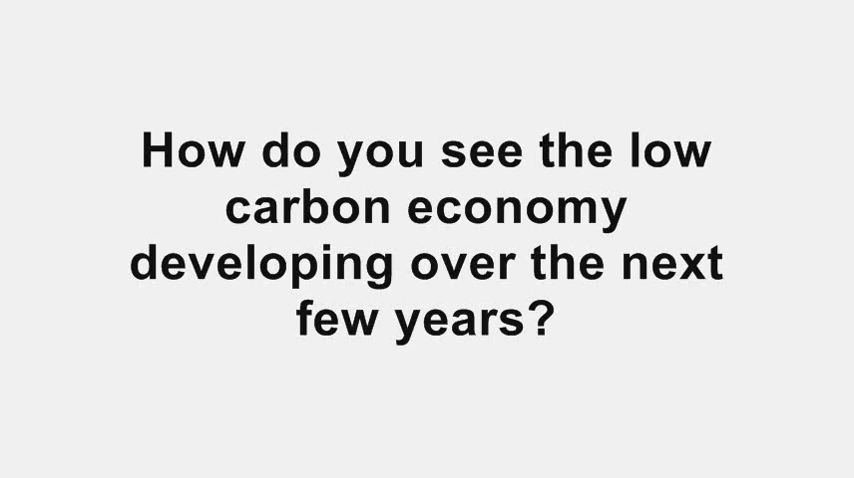 How do you see the low
carbon economy
developing over the next
few years?